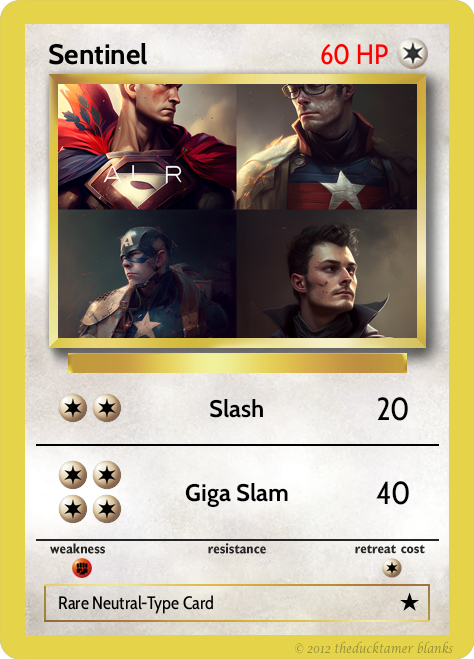 Sentinel 60 HP
AL R
A
Slash 20
Giga Slam 40
weakness resistance retreat cost
Rare Neutral-Type Card
© 2012 theducktamer blanks